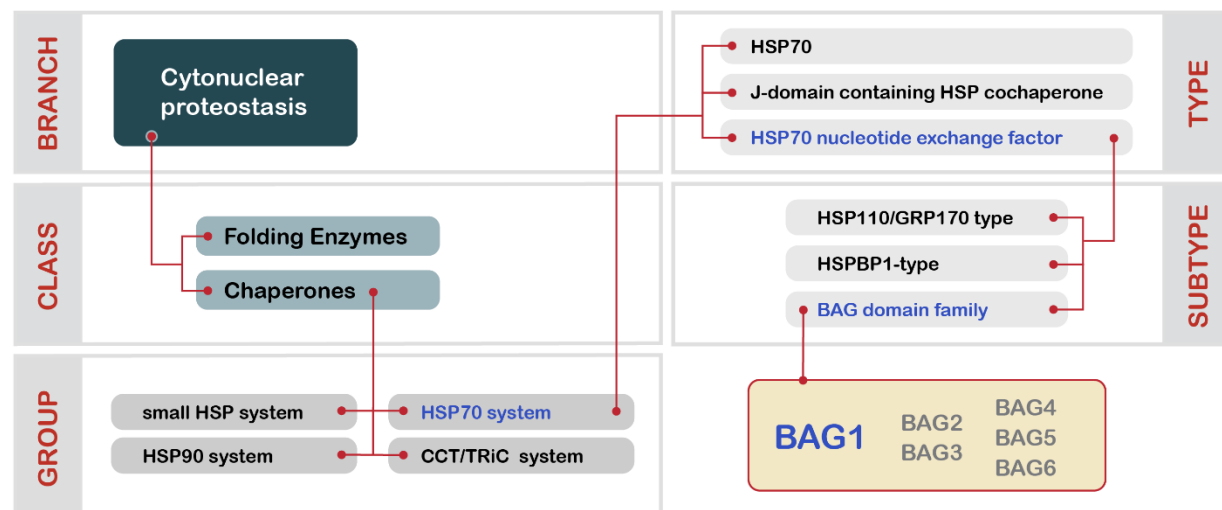 BRANCH
Cytonuclear
proteostasis
CLASS
Folding Enzymes
Chaperones
GROUP
small HSP system
HSP70 system
HSP90 system
CCT/TRiC system
TYPE
HSP70
J-domain containing HSP cochaperone
HSP70 nucleotide exchange factor
SUBTYPE
HSP110/GRP170 type
HSPBP1-type
BAG domain family
BAG1
BAG2
BAG3
BAG4
BAG5
BAG6